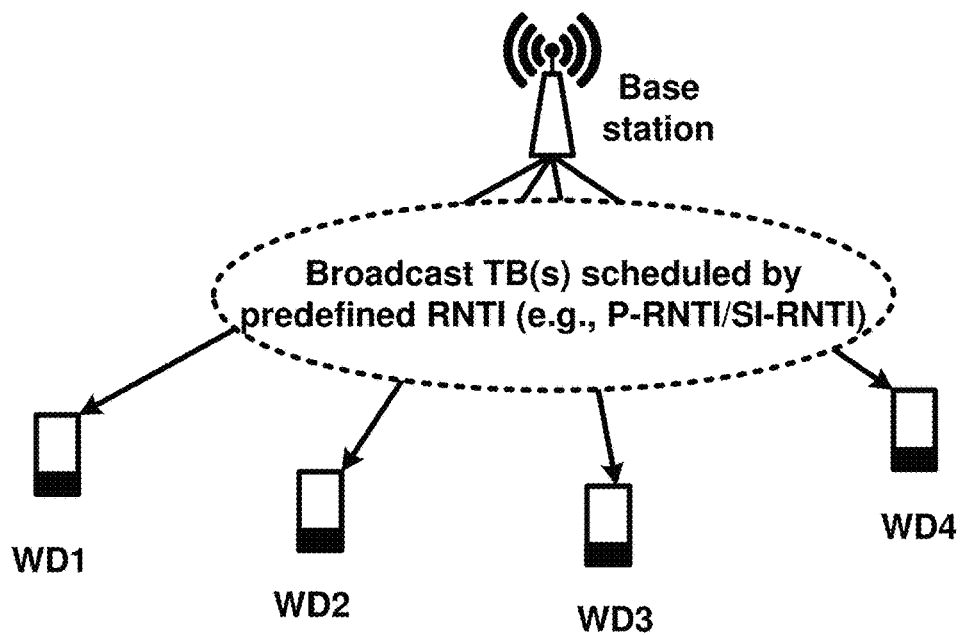 Base
station
Broadcast TB(s) scheduled by
predefined RNTI (e.g., P-RNTI/SI-RNTI)
WD1
WD2
WD3
WD4